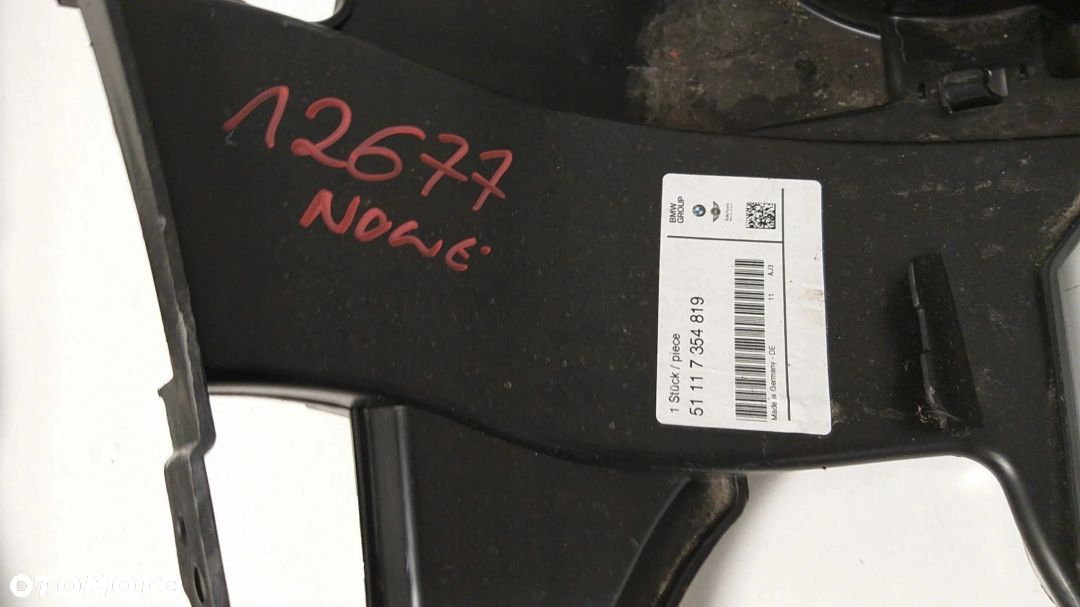 12677
NOWE
BMW
GROUP
1 Stück / piece
51 11 7 354 819
Made in Germany - DE
11
AJ3
OTOMOTO